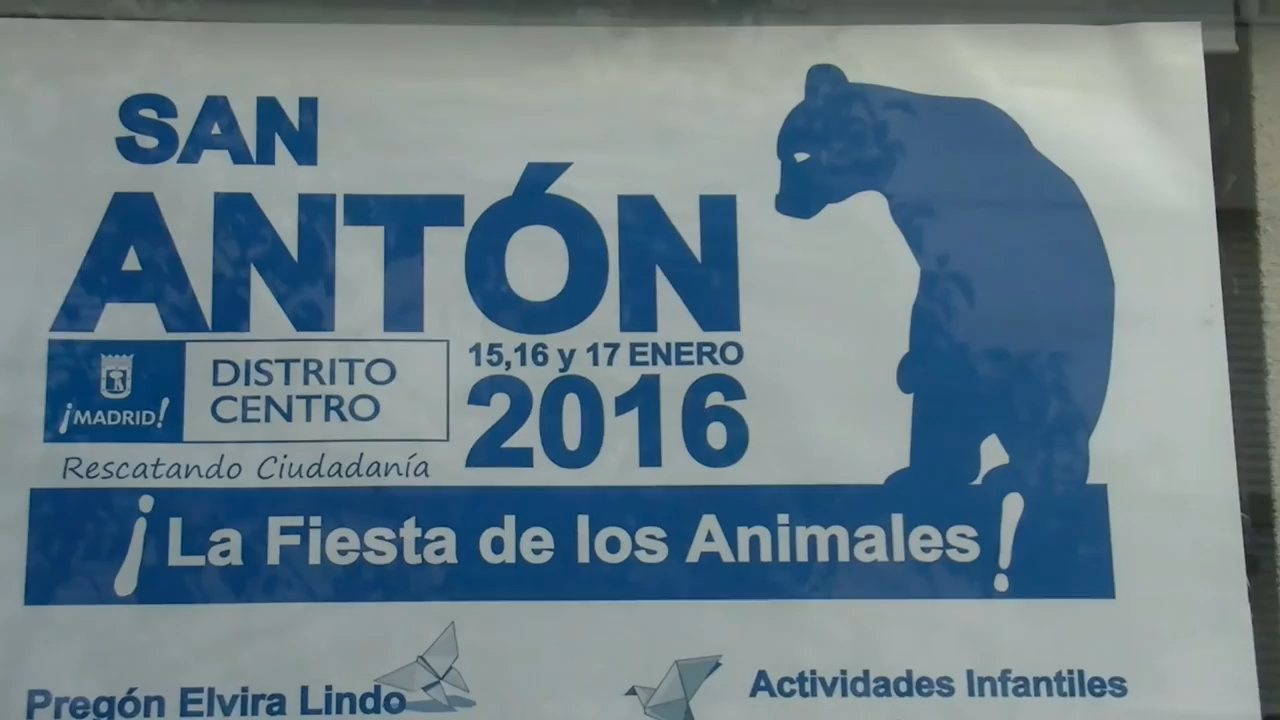 SAN
ANTÓN
¡MADRID!
DISTRITO
CENTRO
Rescatando Ciudadanía
15,16 y 17 ENERO
2016
¡La Fiesta de los Animales!
Pregón Elvira Lindo
Actividades Infantiles